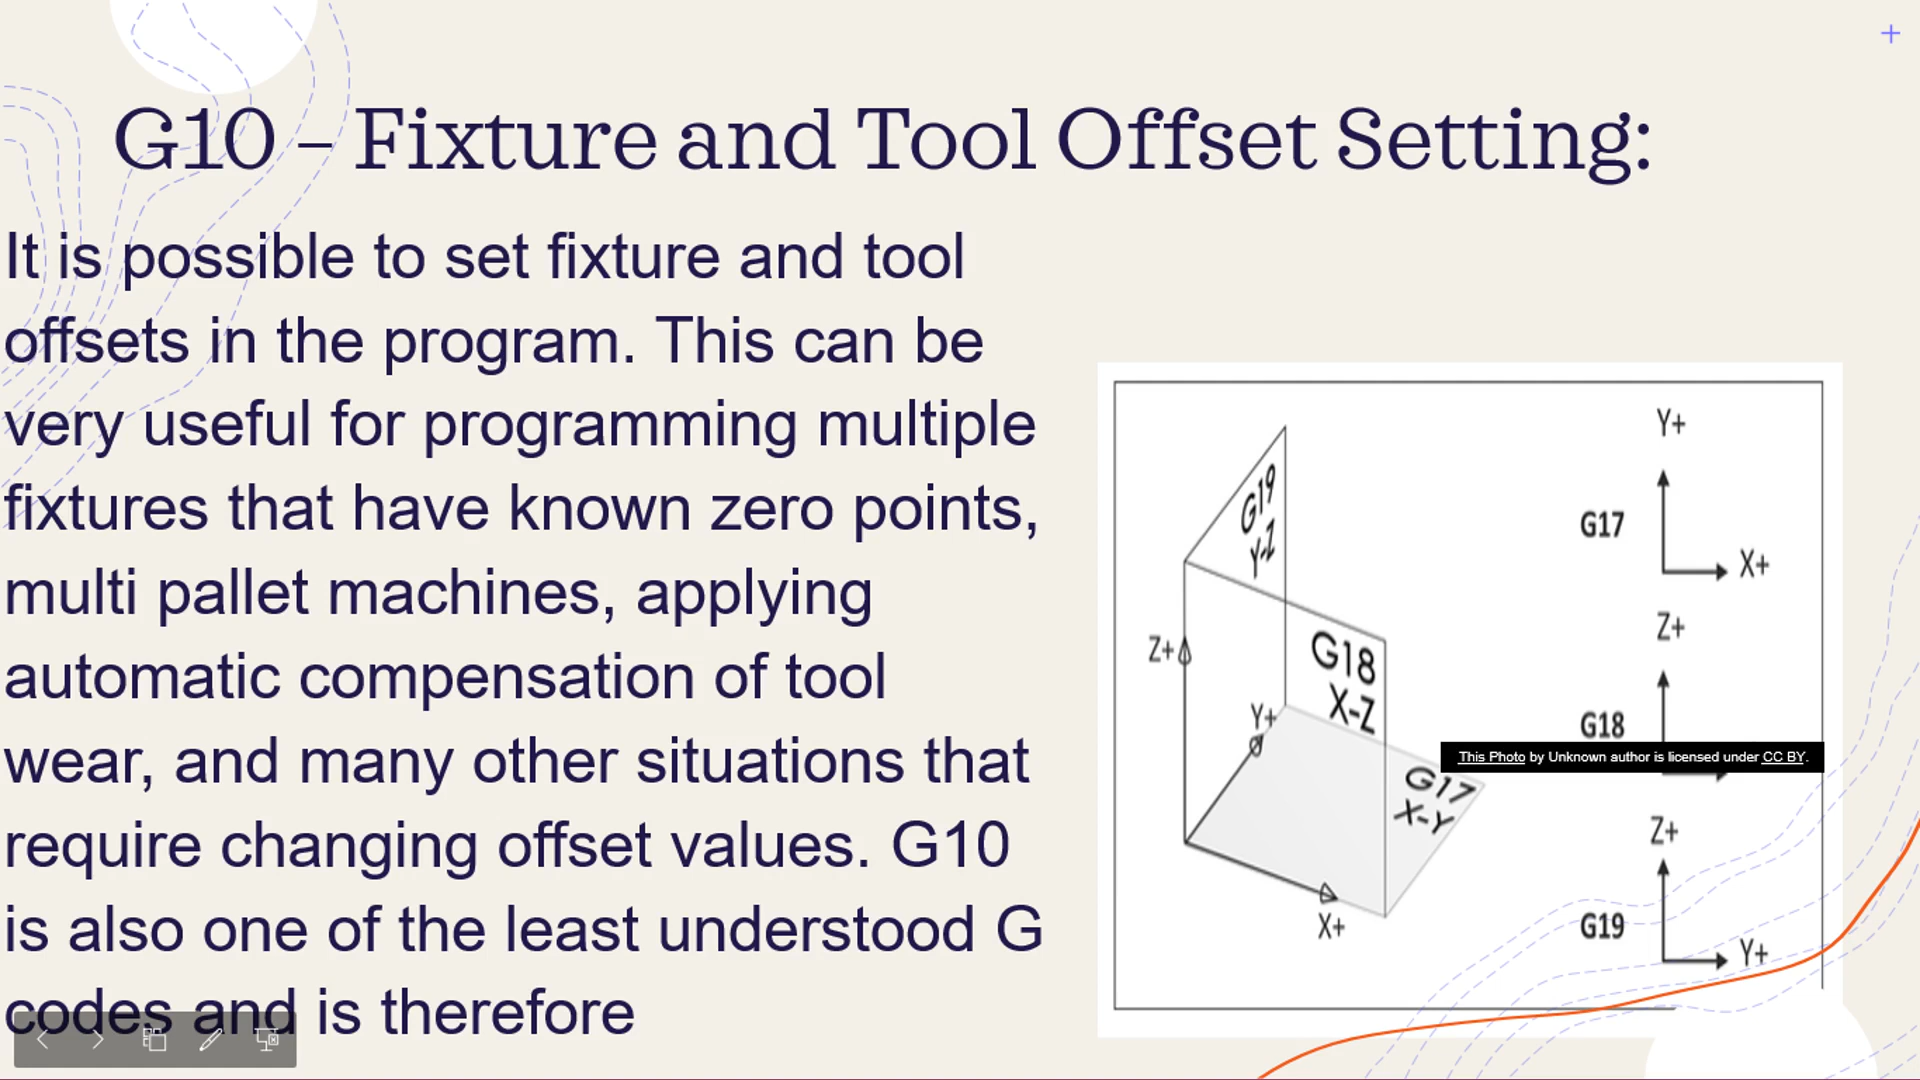 G10 – Fixture and Tool Offset Setting:
It is possible to set fixture and tool
offsets in the program. This can be
very useful for programming multiple
fixtures that have known zero points,
multi pallet machines, applying
automatic compensation of tool
wear, and many other situations that
require changing offset values. G10
is also one of the least understood G
codes and is therefore
G19
Y-Z
Z+
G18
X-Z
Y+
G17
X-Y
X+
Y+
G17
X+
Z+
G18
This Photo by Unknown author is licensed under CC BY.
Z+
G19
Y+